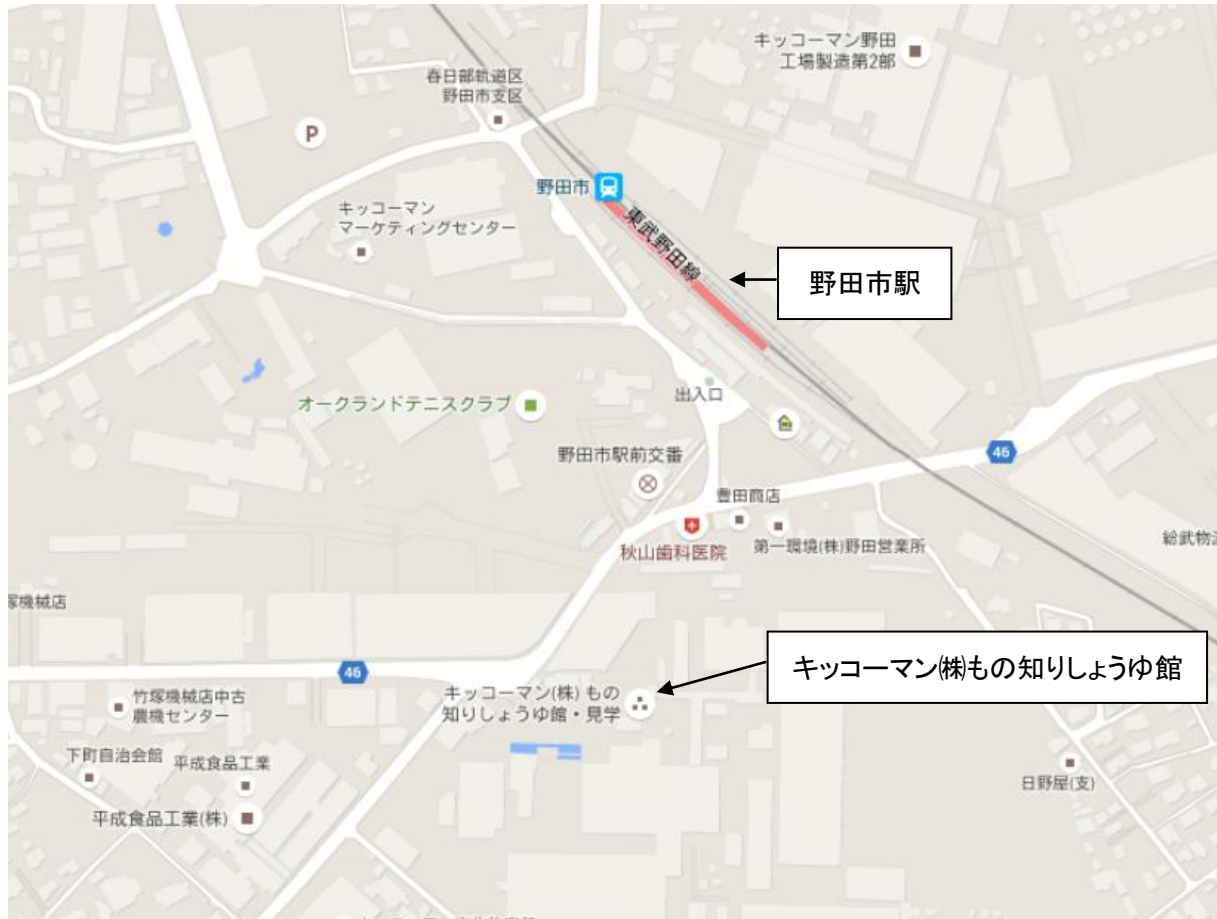 キッコーマン野田
工場製造第2部
春日部軌道区
野田市支区
P
野田市
東武野田線
キッコーマン
マーケティングセンター
野田市駅
オークランドテニスクラブ
出入口
46
野田市駅前交番
豊田商店
第一環境(株)野田営業所
秋山歯科医院
総武物流
塚機械店
46
キッコーマン㈱もの知りしょうゆ館
キッコーマン(株) もの
知りしょうゆ館・見学
竹塚機械店中古
農機センター
下町自治会館
平成食品工業
平成食品工業(株)
日野屋(支)